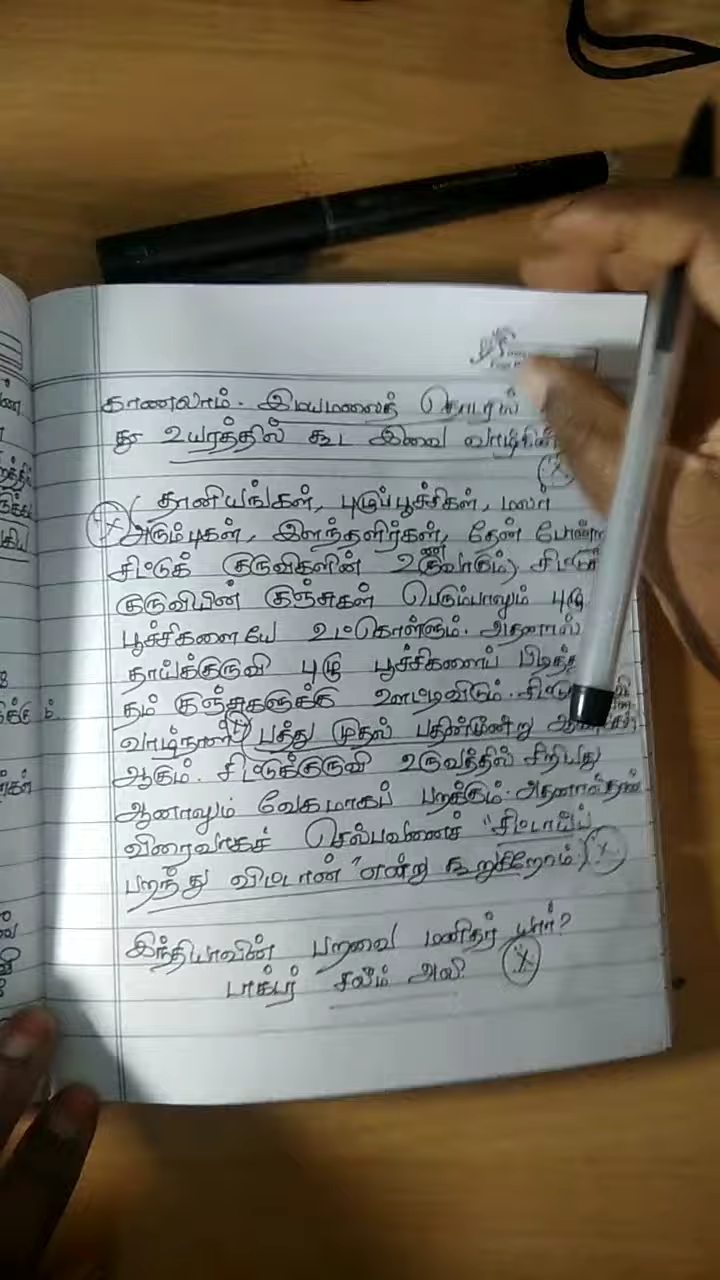 காணலாம். இமயமலைத் தொடரில்
து உயரத்தில் கூட இவை
தானியங்கள், புழுப்பூச்சிகள், மலர்
அரும்புகள், இளந்தளிர்கள், தேன் போன்ற
சிட்டுக் குருவிகளின் உணவாகும்)
குருவியின் குஞ்சுகள் பெரும்பாலும் புழு
பூச்சிகளையே உட்கொள்ளும். அதனால்
தாய்க்குருவி புழு பூச்சிகளைப்
தம் குஞ்சுகளுக்கு ஊட்டிவிடும்.
வாழ்நாள் (பத்து முதல் பதின்மூன்று
ஆகும். சிட்டுக்குருவி உருவத்தில் சிறியது
ஆனாலும் வேகமாகப் பறக்கும். அதனால்தான்
விரைவாகச் செல்பவனைச் "சிட்டாய்ப்
பறந்து விட்டான்" என்று கூறுகிறோம்)
இந்தியாவின் பறவை மனிதர் யார்?
டாக்டர் சலீம் அலி